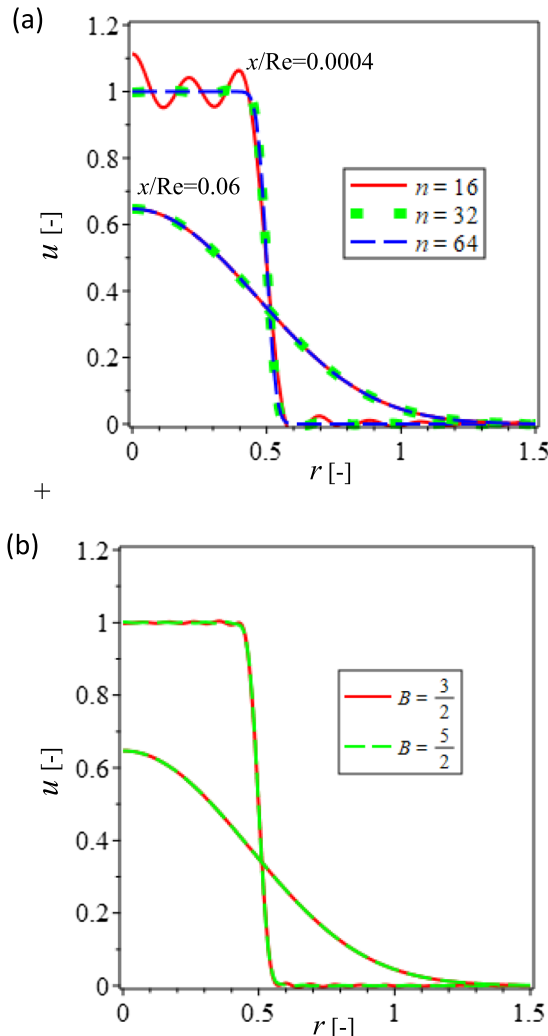 (a)
1.2
x/Re=0.0004
1
0.8
x/Re=0.06
n = 16
n = 32
n = 64
0.6
u [-]
0.4
0.2
0
0 0.5 1 1.5
r [-]
+
(b)
1.2
1
0.8
B = 3/2
B = 5/2
0.6
u [-]
0.4
0.2
0
0 0.5 1 1.5
r [-]